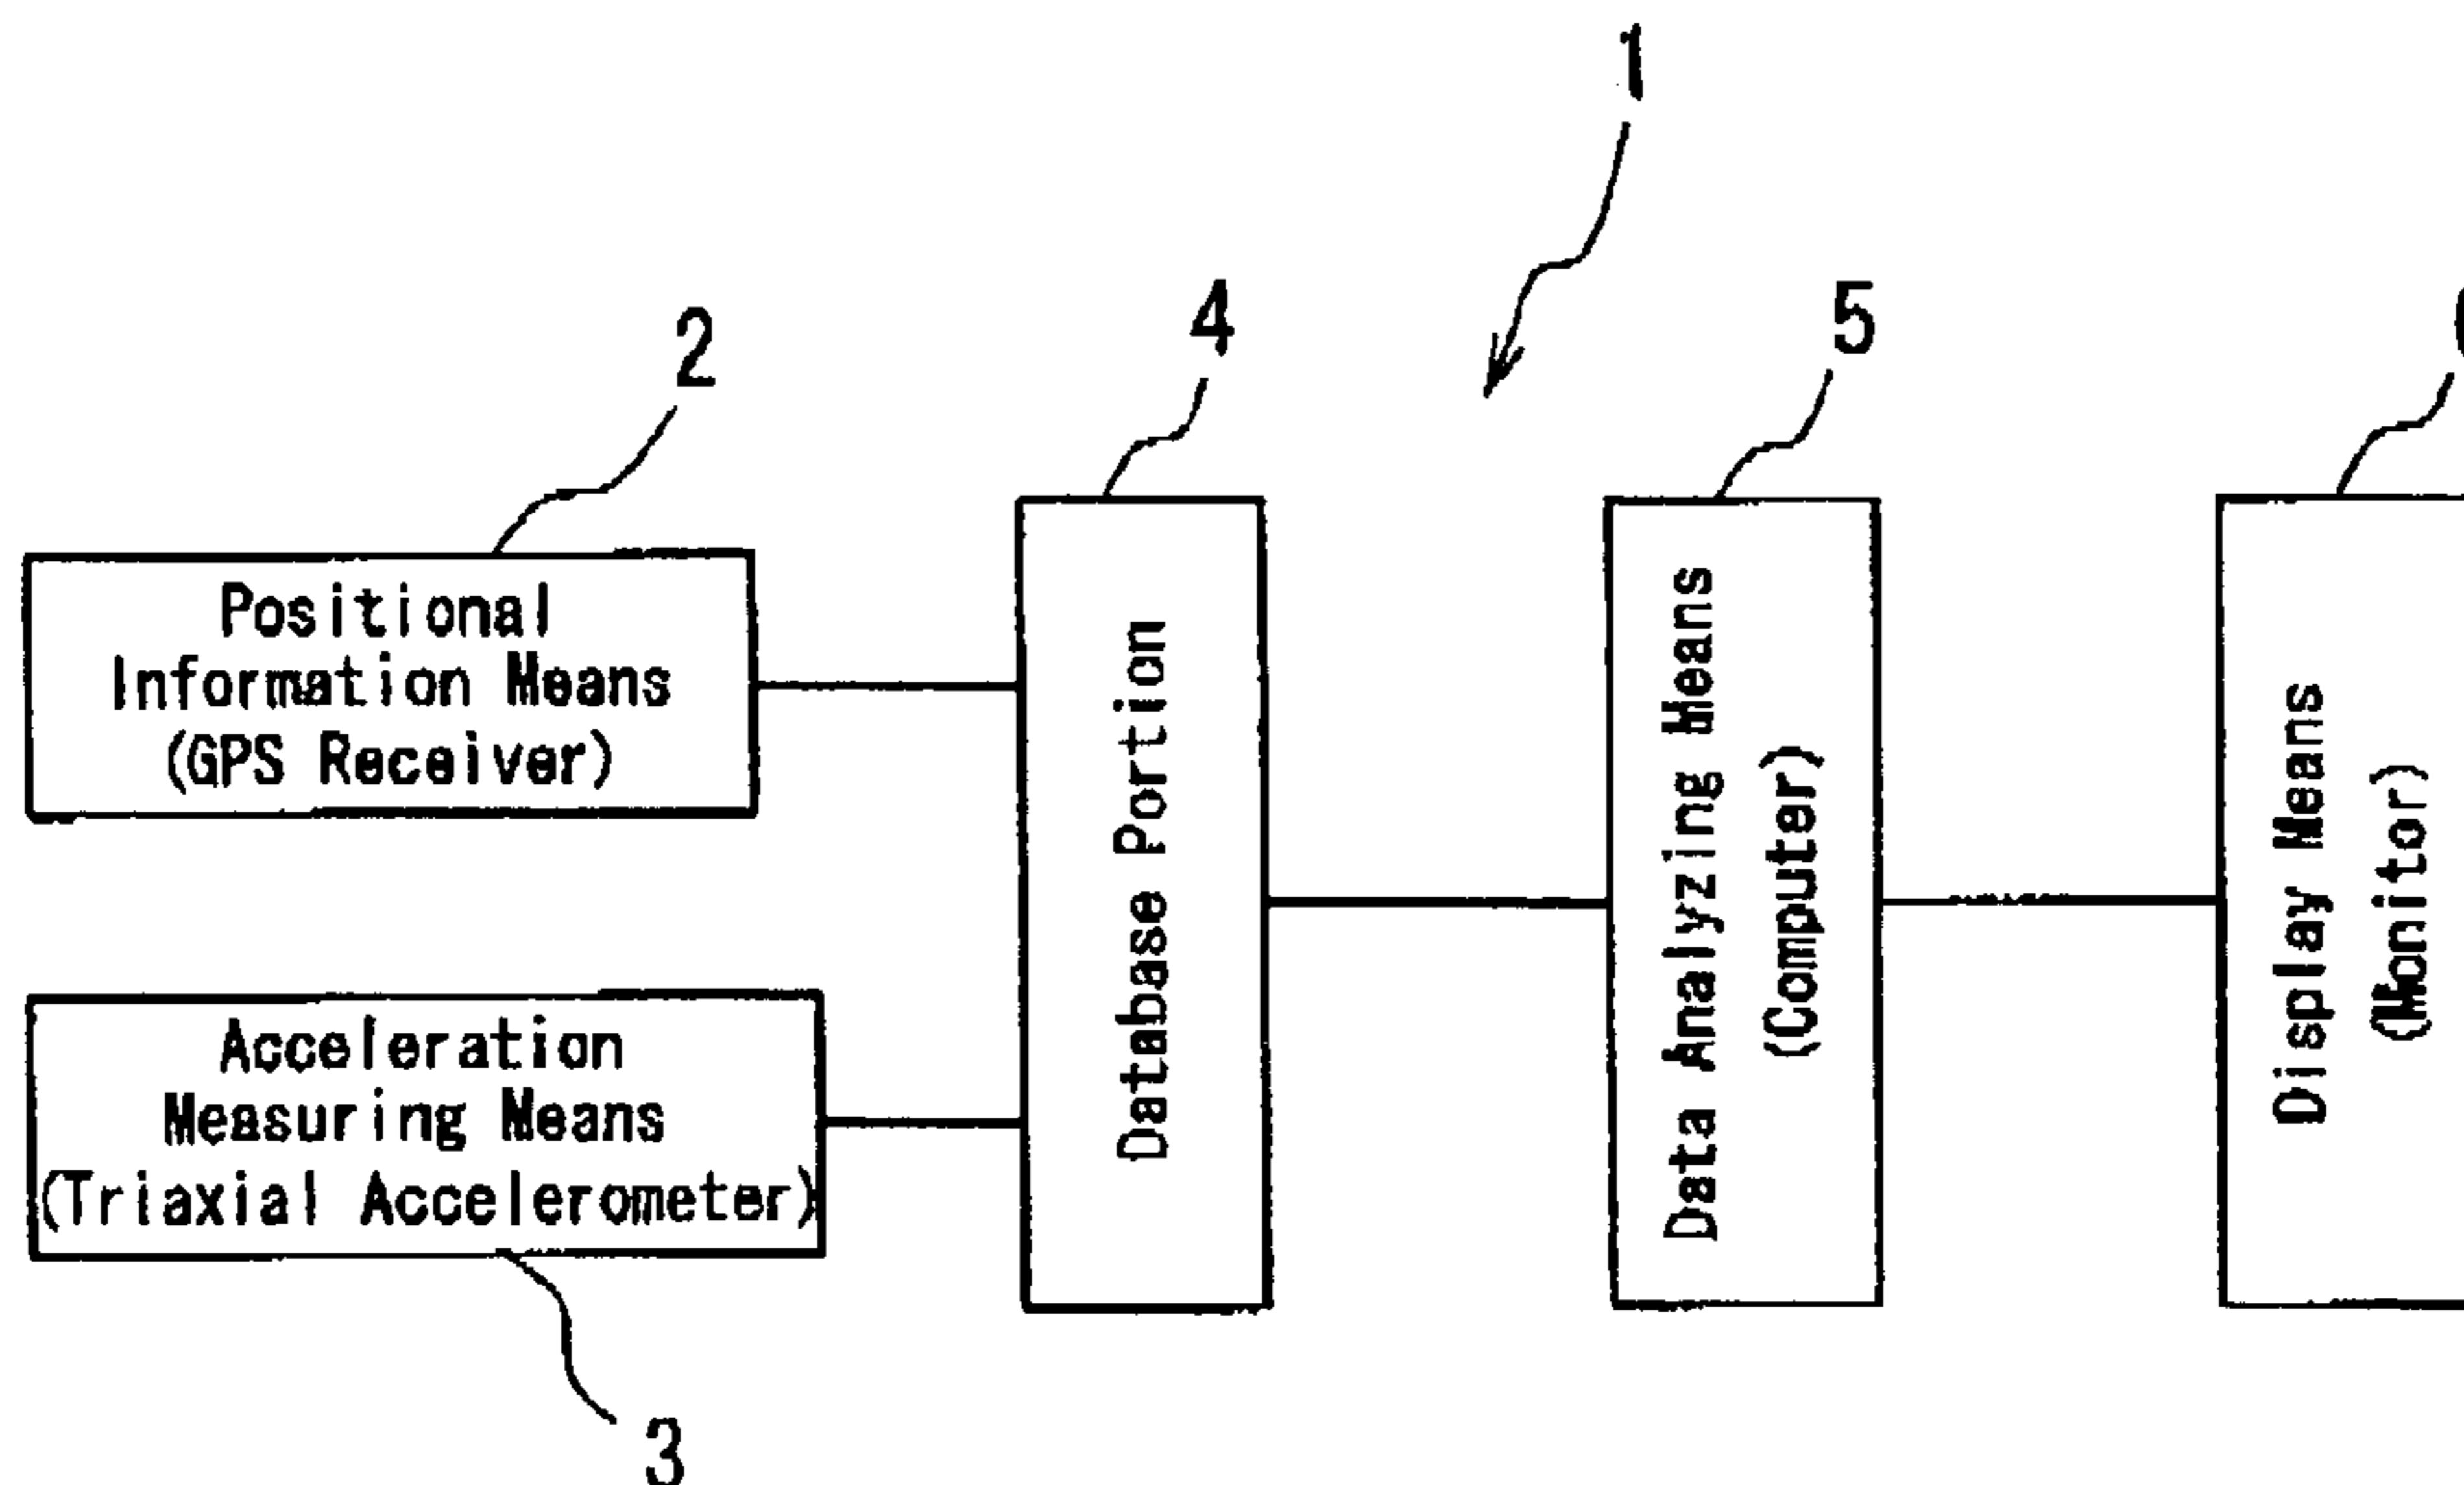 1
2
4
5
Positional
Information Means
(GPS Receiver)
Acceleration
Measuring Means
(Triaxial Accelerometer)
3
Database Portion
Data Analyzing Means
(Computer)
Display Means
(Monitor)